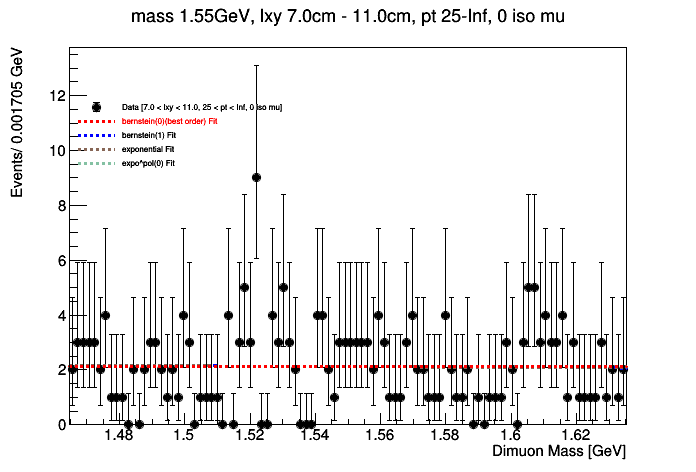 mass 1.55GeV, lxy 7.0cm - 11.0cm, pt 25-Inf, 0 iso mu
Events/ 0.001705 GeV
12
10
8
6
4
2
0
Data [7.0 < lxy < 11.0, 25 < pt < Inf, 0 iso mu]
bernstein(0)(best order) Fit
bernstein(1) Fit
exponential Fit
expo*pol(0) Fit
1.48 1.5 1.52 1.54 1.56 1.58 1.6 1.62
Dimuon Mass [GeV]